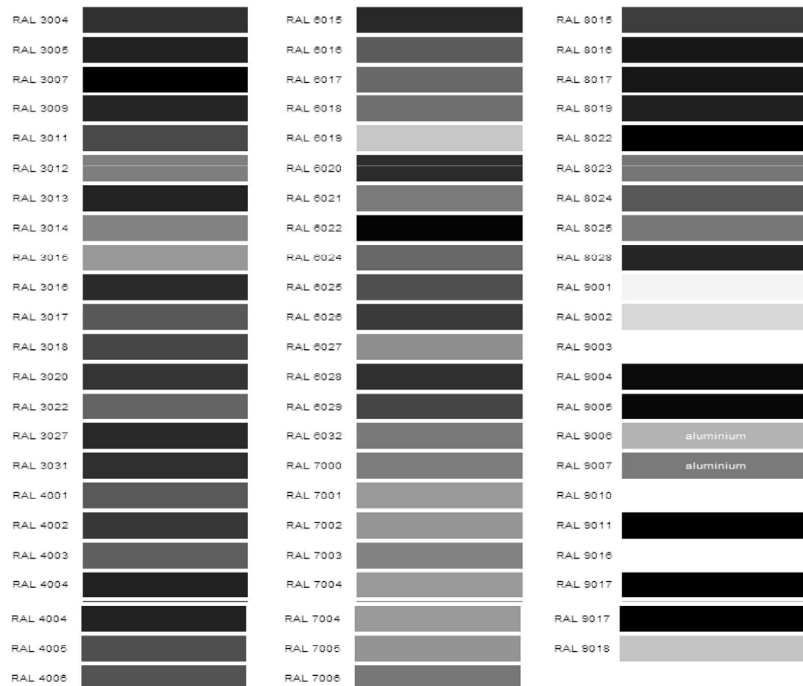 RAL 3004
RAL 3005
RAL 3007
RAL 3009
RAL 3011
RAL 3012
RAL 3013
RAL 3014
RAL 3015
RAL 3016
RAL 3017
RAL 3018
RAL 3020
RAL 3022
RAL 3027
RAL 3031
RAL 4001
RAL 4002
RAL 4003
RAL 4004
RAL 4004
RAL 4005
RAL 4006
RAL 6015
RAL 6016
RAL 6017
RAL 6018
RAL 6019
RAL 6020
RAL 6021
RAL 6022
RAL 6024
RAL 6025
RAL 6026
RAL 6027
RAL 6028
RAL 6029
RAL 6032
RAL 7000
RAL 7001
RAL 7002
RAL 7003
RAL 7004
RAL 7004
RAL 7005
RAL 7006
RAL 8015
RAL 8016
RAL 8017
RAL 8019
RAL 8022
RAL 8023
RAL 8024
RAL 8025
RAL 8028
RAL 9001
RAL 9002
RAL 9003
RAL 9004
RAL 9005
RAL 9006 aluminium
RAL 9007 aluminium
RAL 9010
RAL 9011
RAL 9016
RAL 9017
RAL 9017
RAL 9018